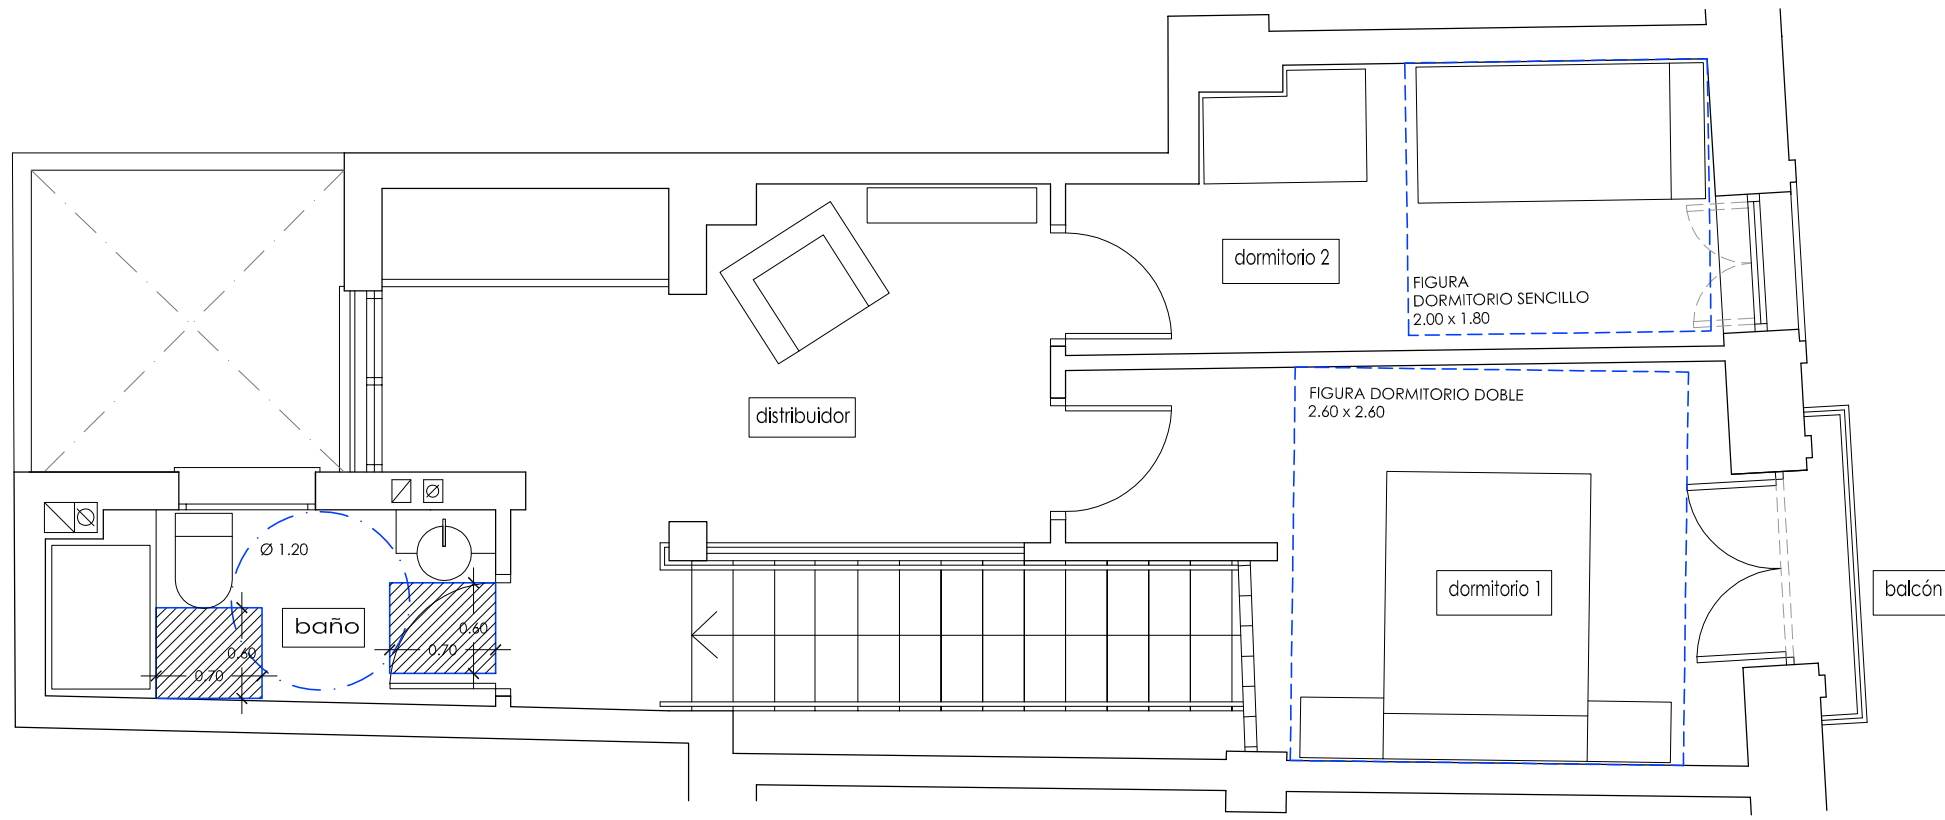 dormitorio 2
FIGURA
DORMITORIO SENCILLO
2.00 x 1.80
FIGURA DORMITORIO DOBLE
2.60 x 2.60
distribuidor
Ø 1.20
baño
0.60
0.70
0.60
0.70
dormitorio 1
balcón